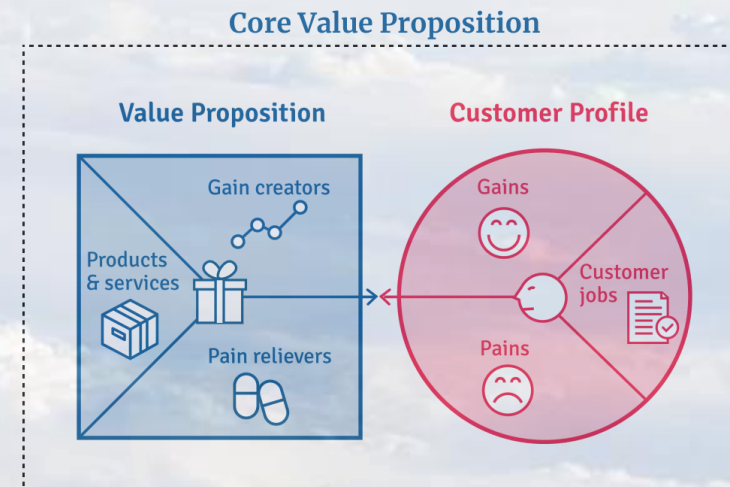 Core Value Proposition
Value Proposition
Customer Profile
Gain creators
Products
& services
Pain relievers
Gains
Customer
jobs
Pains